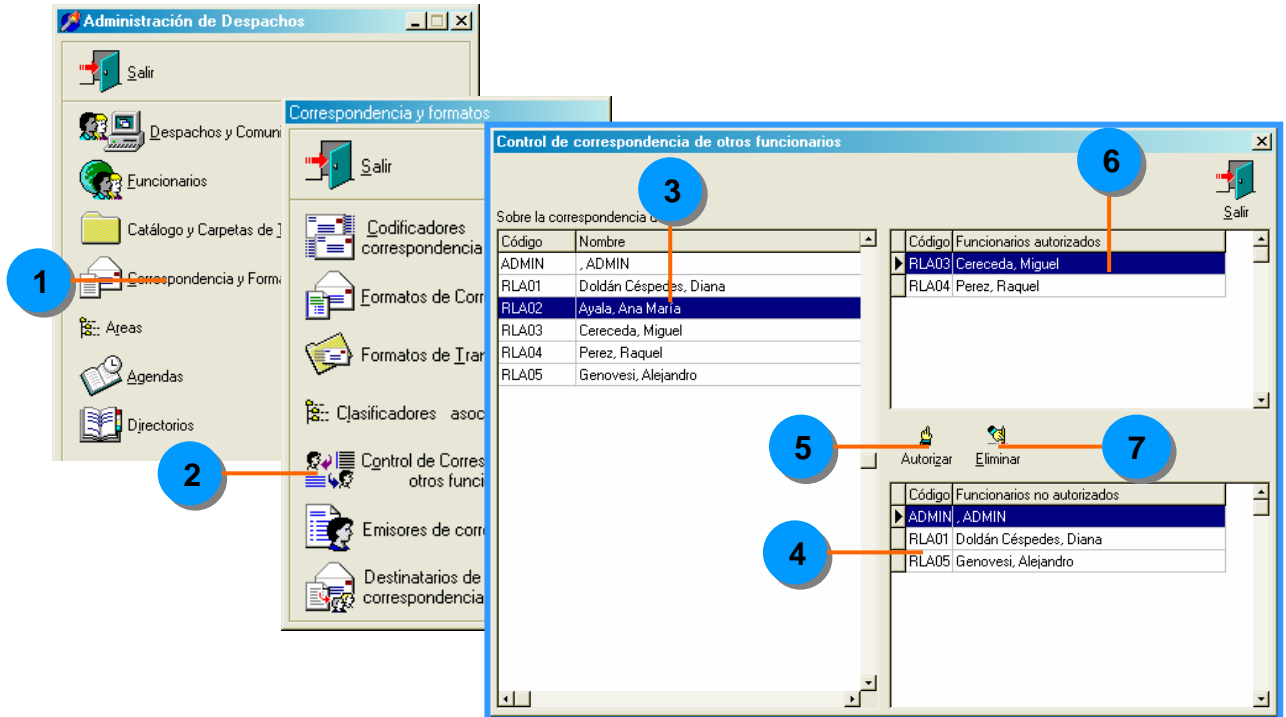 Administración de Despachos
Salir
Despachos y Comuni
Funcionarios
Catálogo y Carpetas de
Correspondencia y Forma
Areas
Agendas
Directorios
1
Correspondencia y formatos
Salir
Codificadores
correspondencia
Formatos de Corr
Formatos de Tran
Clasificadores asoc
Control de Corres
otros funci
Emisores de corre
Destinatarios de
correspondencia
2
Control de correspondencia de otros funcionarios
Salir
3
6
Sobre la correspondencia
Código Nombre
ADMIN , ADMIN
RLA01 Doldán Céspedes, Diana
RLA02 Ayala, Ana María
RLA03 Cereceda, Miguel
RLA04 Perez, Raquel
RLA05 Genovesi, Alejandro
Código Funcionarios autorizados
RLA03 Cereceda, Miguel
RLA04 Perez, Raquel
5
Autorizar Eliminar
7
Código Funcionarios no autorizados
ADMIN , ADMIN
RLA01 Doldán Céspedes, Diana
RLA05 Genovesi, Alejandro
4